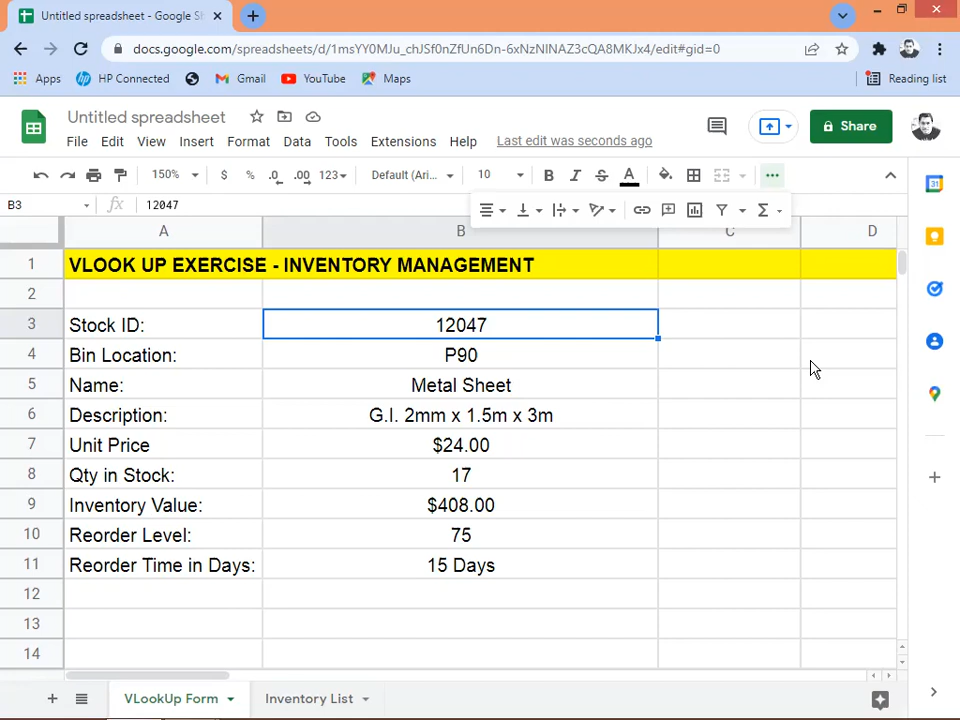 Untitled spreadsheet - Google Sh
docs.google.com/spreadsheets/d/1msYY0MJu_chJSf0nZfUn6Dn-6xNzNINAZ3cQA8MKJx4/edit#gid=0
Apps HP Connected Gmail YouTube Maps Reading list
Untitled spreadsheet
File Edit View Insert Format Data Tools Extensions Help Last edit was seconds ago
Share
150% $ % .0 .00 123 Default (Ari... 10 B I S A
B3 fx 12047
A B C D
1 VLOOK UP EXERCISE - INVENTORY MANAGEMENT
2
3 Stock ID: 12047
4 Bin Location: P90
5 Name: Metal Sheet
6 Description: G.I. 2mm x 1.5m x 3m
7 Unit Price $24.00
8 Qty in Stock: 17
9 Inventory Value: $408.00
10 Reorder Level: 75
11 Reorder Time in Days: 15 Days
12
13
14
VLookUp Form Inventory List